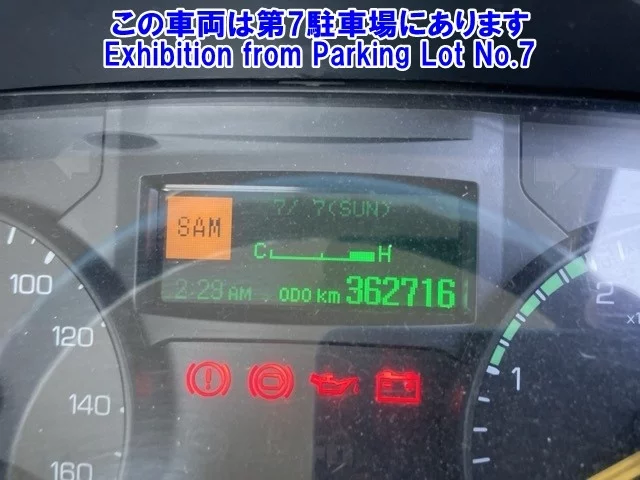 この車両は第7駐車場にあります
Exhibition from Parking Lot No.7
7/ 7(SUN)
SAM
C H
2:29 AM . ODO km 362716
100
120
140
160
1
2